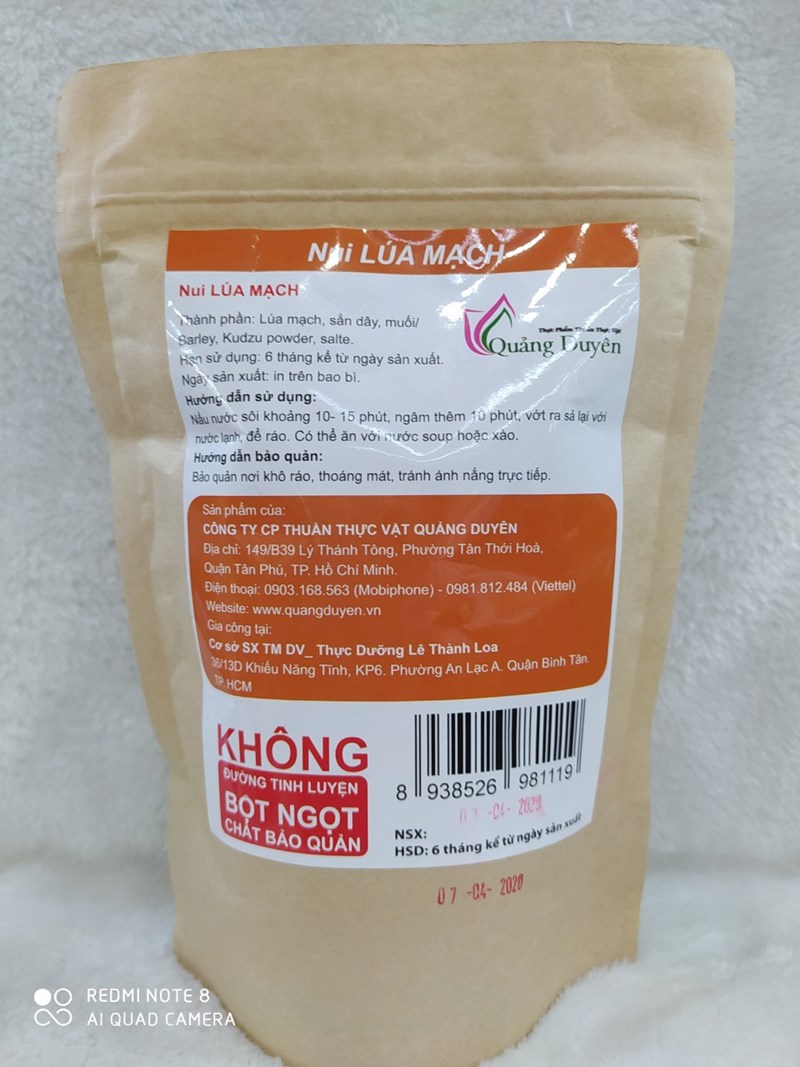 Nui LÚA MẠCH
Nui LÚA MẠCH
Thực Phẩm Thuần Thực Vật
Quảng Duyên
Thành phần: Lúa mạch, sắn dây, muối/
Barley, Kudzu powder, salte.
Hạn sử dụng: 6 tháng kể từ ngày sản xuất.
Ngày sản xuất: in trên bao bì.
Hướng dẫn sử dụng:
Nấu nước sôi khoảng 10- 15 phút, ngâm thêm 10 phút, vớt ra sả lại với
nước lạnh, để ráo. Có thể ăn với nước soup hoặc xào.
Hướng dẫn bảo quản:
Bảo quản nơi khô ráo, thoáng mát, tránh ánh nắng trực tiếp.
Sản phẩm của:
CÔNG TY CP THUẦN THỰC VẬT QUẢNG DUYÊN
Địa chỉ: 149/B39 Lý Thánh Tông, Phường Tân Thới Hoà,
Quận Tân Phú, TP. Hồ Chí Minh.
Điện thoại: 0903.168.563 (Mobiphone) - 0981.812.484 (Viettel)
Website: www.quangduyen.vn
Gia công tại:
Cơ sở SX TM DV_ Thực Dưỡng Lê Thành Loa
36/13D Khiếu Năng Tĩnh, KP6. Phường An Lạc A. Quận Bình Tân.
TP. HCM
KHÔNG
ĐƯỜNG TINH LUYỆN
BỘT NGỌT
CHẤT BẢO QUẢN
8 938526 981119
07 -04- 2020
NSX:
HSD: 6 tháng kể từ ngày sản xuất
07 -04- 2020
REDMI NOTE 8
AI QUAD CAMERA